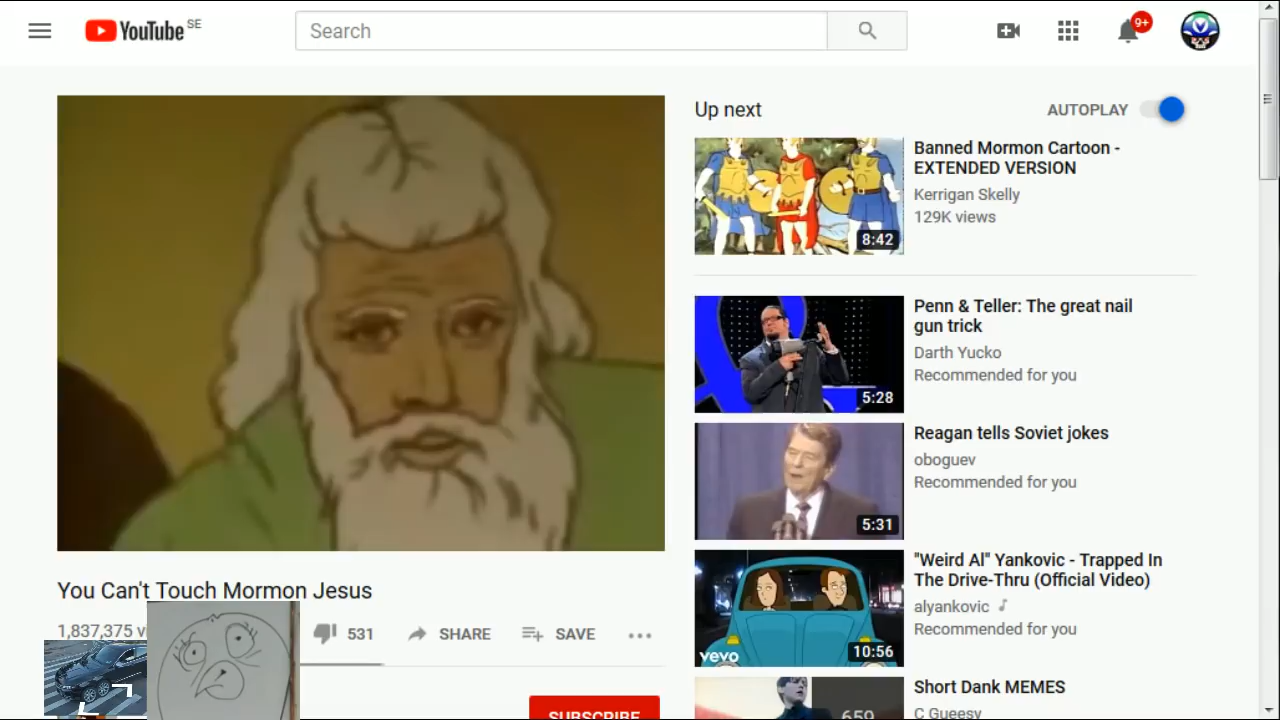 YouTube SE
Search
9+
Up next
AUTOPLAY
Banned Mormon Cartoon -
EXTENDED VERSION
Kerrigan Skelly
129K views
8:42
Penn & Teller: The great nail
gun trick
Darth Yucko
Recommended for you
5:28
Reagan tells Soviet jokes
oboguev
Recommended for you
5:31
"Weird Al" Yankovic - Trapped In
The Drive-Thru (Official Video)
alyankovic
Recommended for you
vevo
10:56
Short Dank MEMES
C Gueesy
659
You Can't Touch Mormon Jesus
1,837,375
531
SHARE
SAVE
SUBSCRIBE